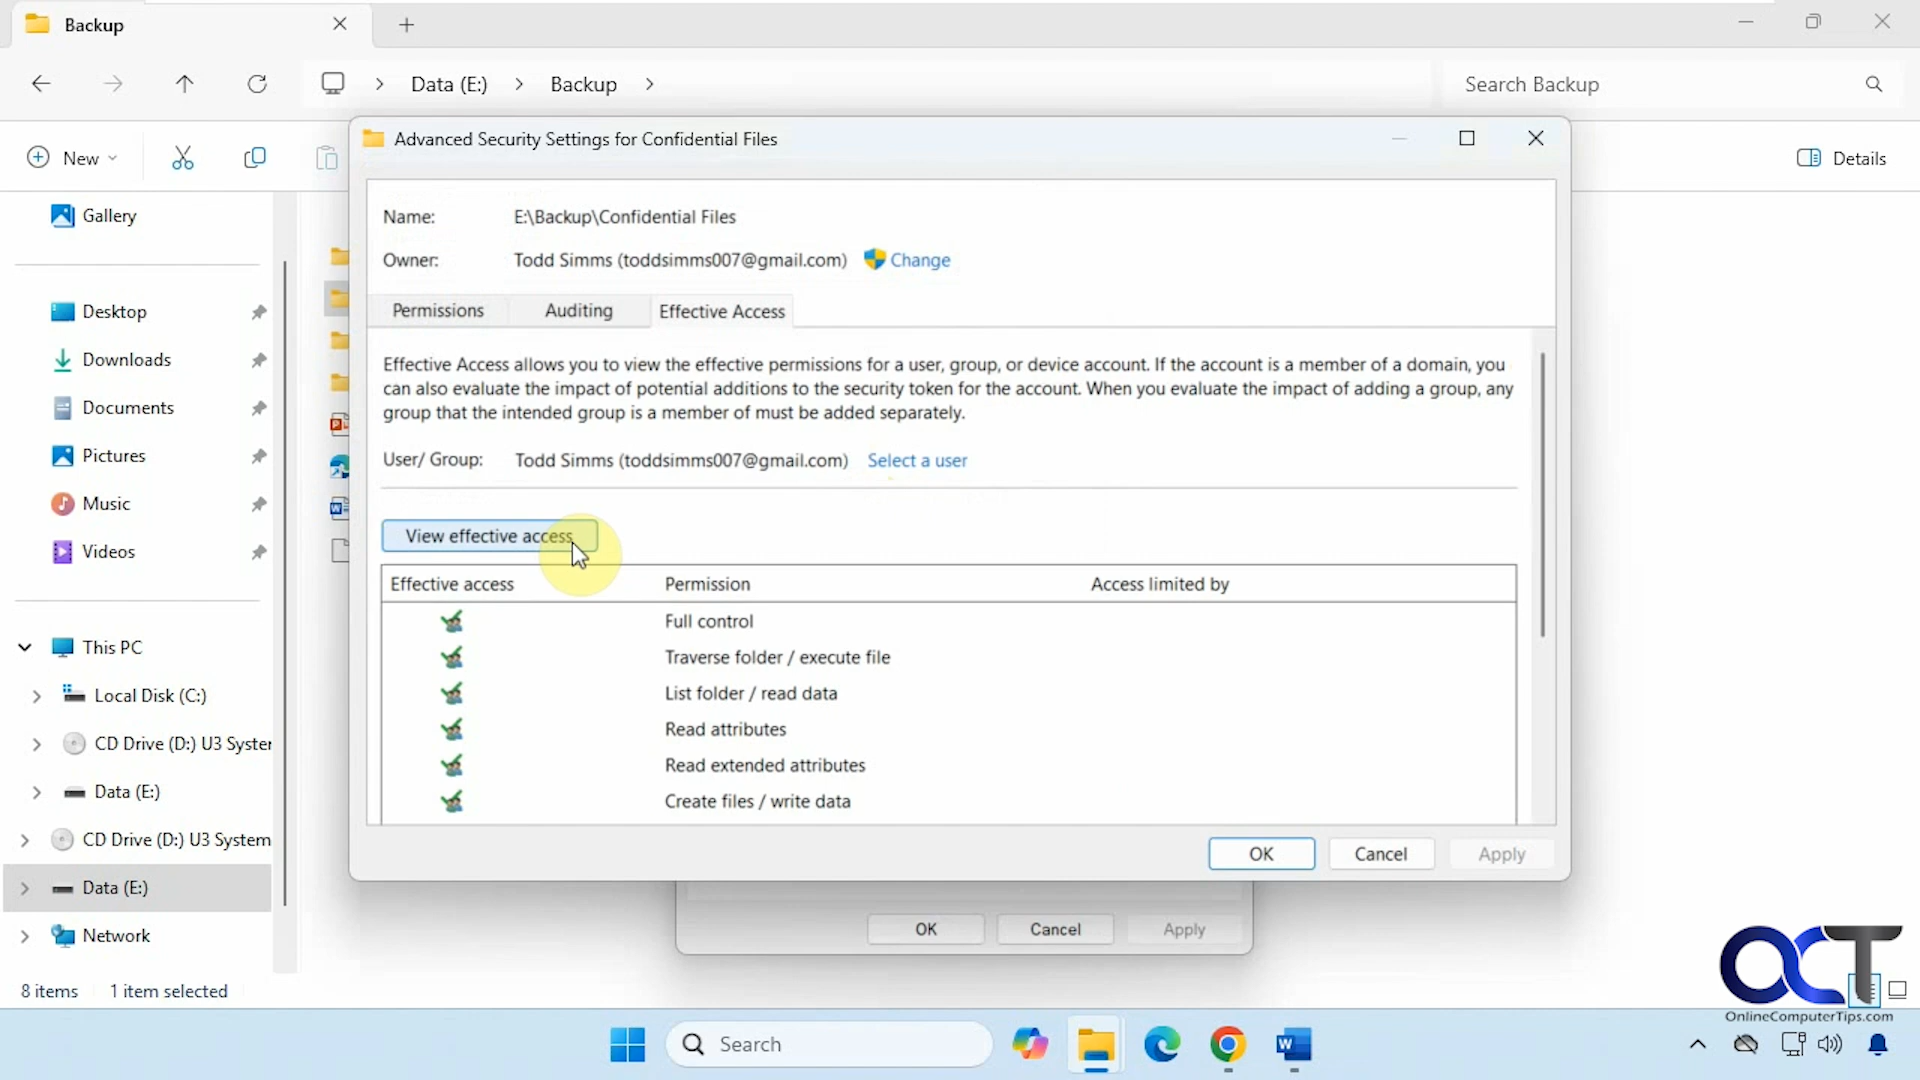 Backup
Data (E:)
Backup
Search Backup
New
Details
Advanced Security Settings for Confidential Files
Name:
E:\Backup\Confidential Files
Owner:
Todd Simms (toddsimms007@gmail.com)
Change
Permissions
Auditing
Effective Access
Effective Access allows you to view the effective permissions for a user, group, or device account. If the account is a member of a domain, you
can also evaluate the impact of potential additions to the security token for the account. When you evaluate the impact of adding a group, any
group that the intended group is a member of must be added separately.
User/ Group:
Todd Simms (toddsimms007@gmail.com)
Select a user
View effective access
Effective access
Permission
Access limited by
Full control
Traverse folder / execute file
List folder / read data
Read attributes
Read extended attributes
Create files / write data
OK
Cancel
Apply
OK
Cancel
Apply
Gallery
Desktop
Downloads
Documents
Pictures
Music
Videos
This PC
Local Disk (C:)
CD Drive (D:) U3 System
Data (E:)
CD Drive (D:) U3 System
Data (E:)
Network
8 items
1 item selected
OCT
OnlineComputerTips.com
Search